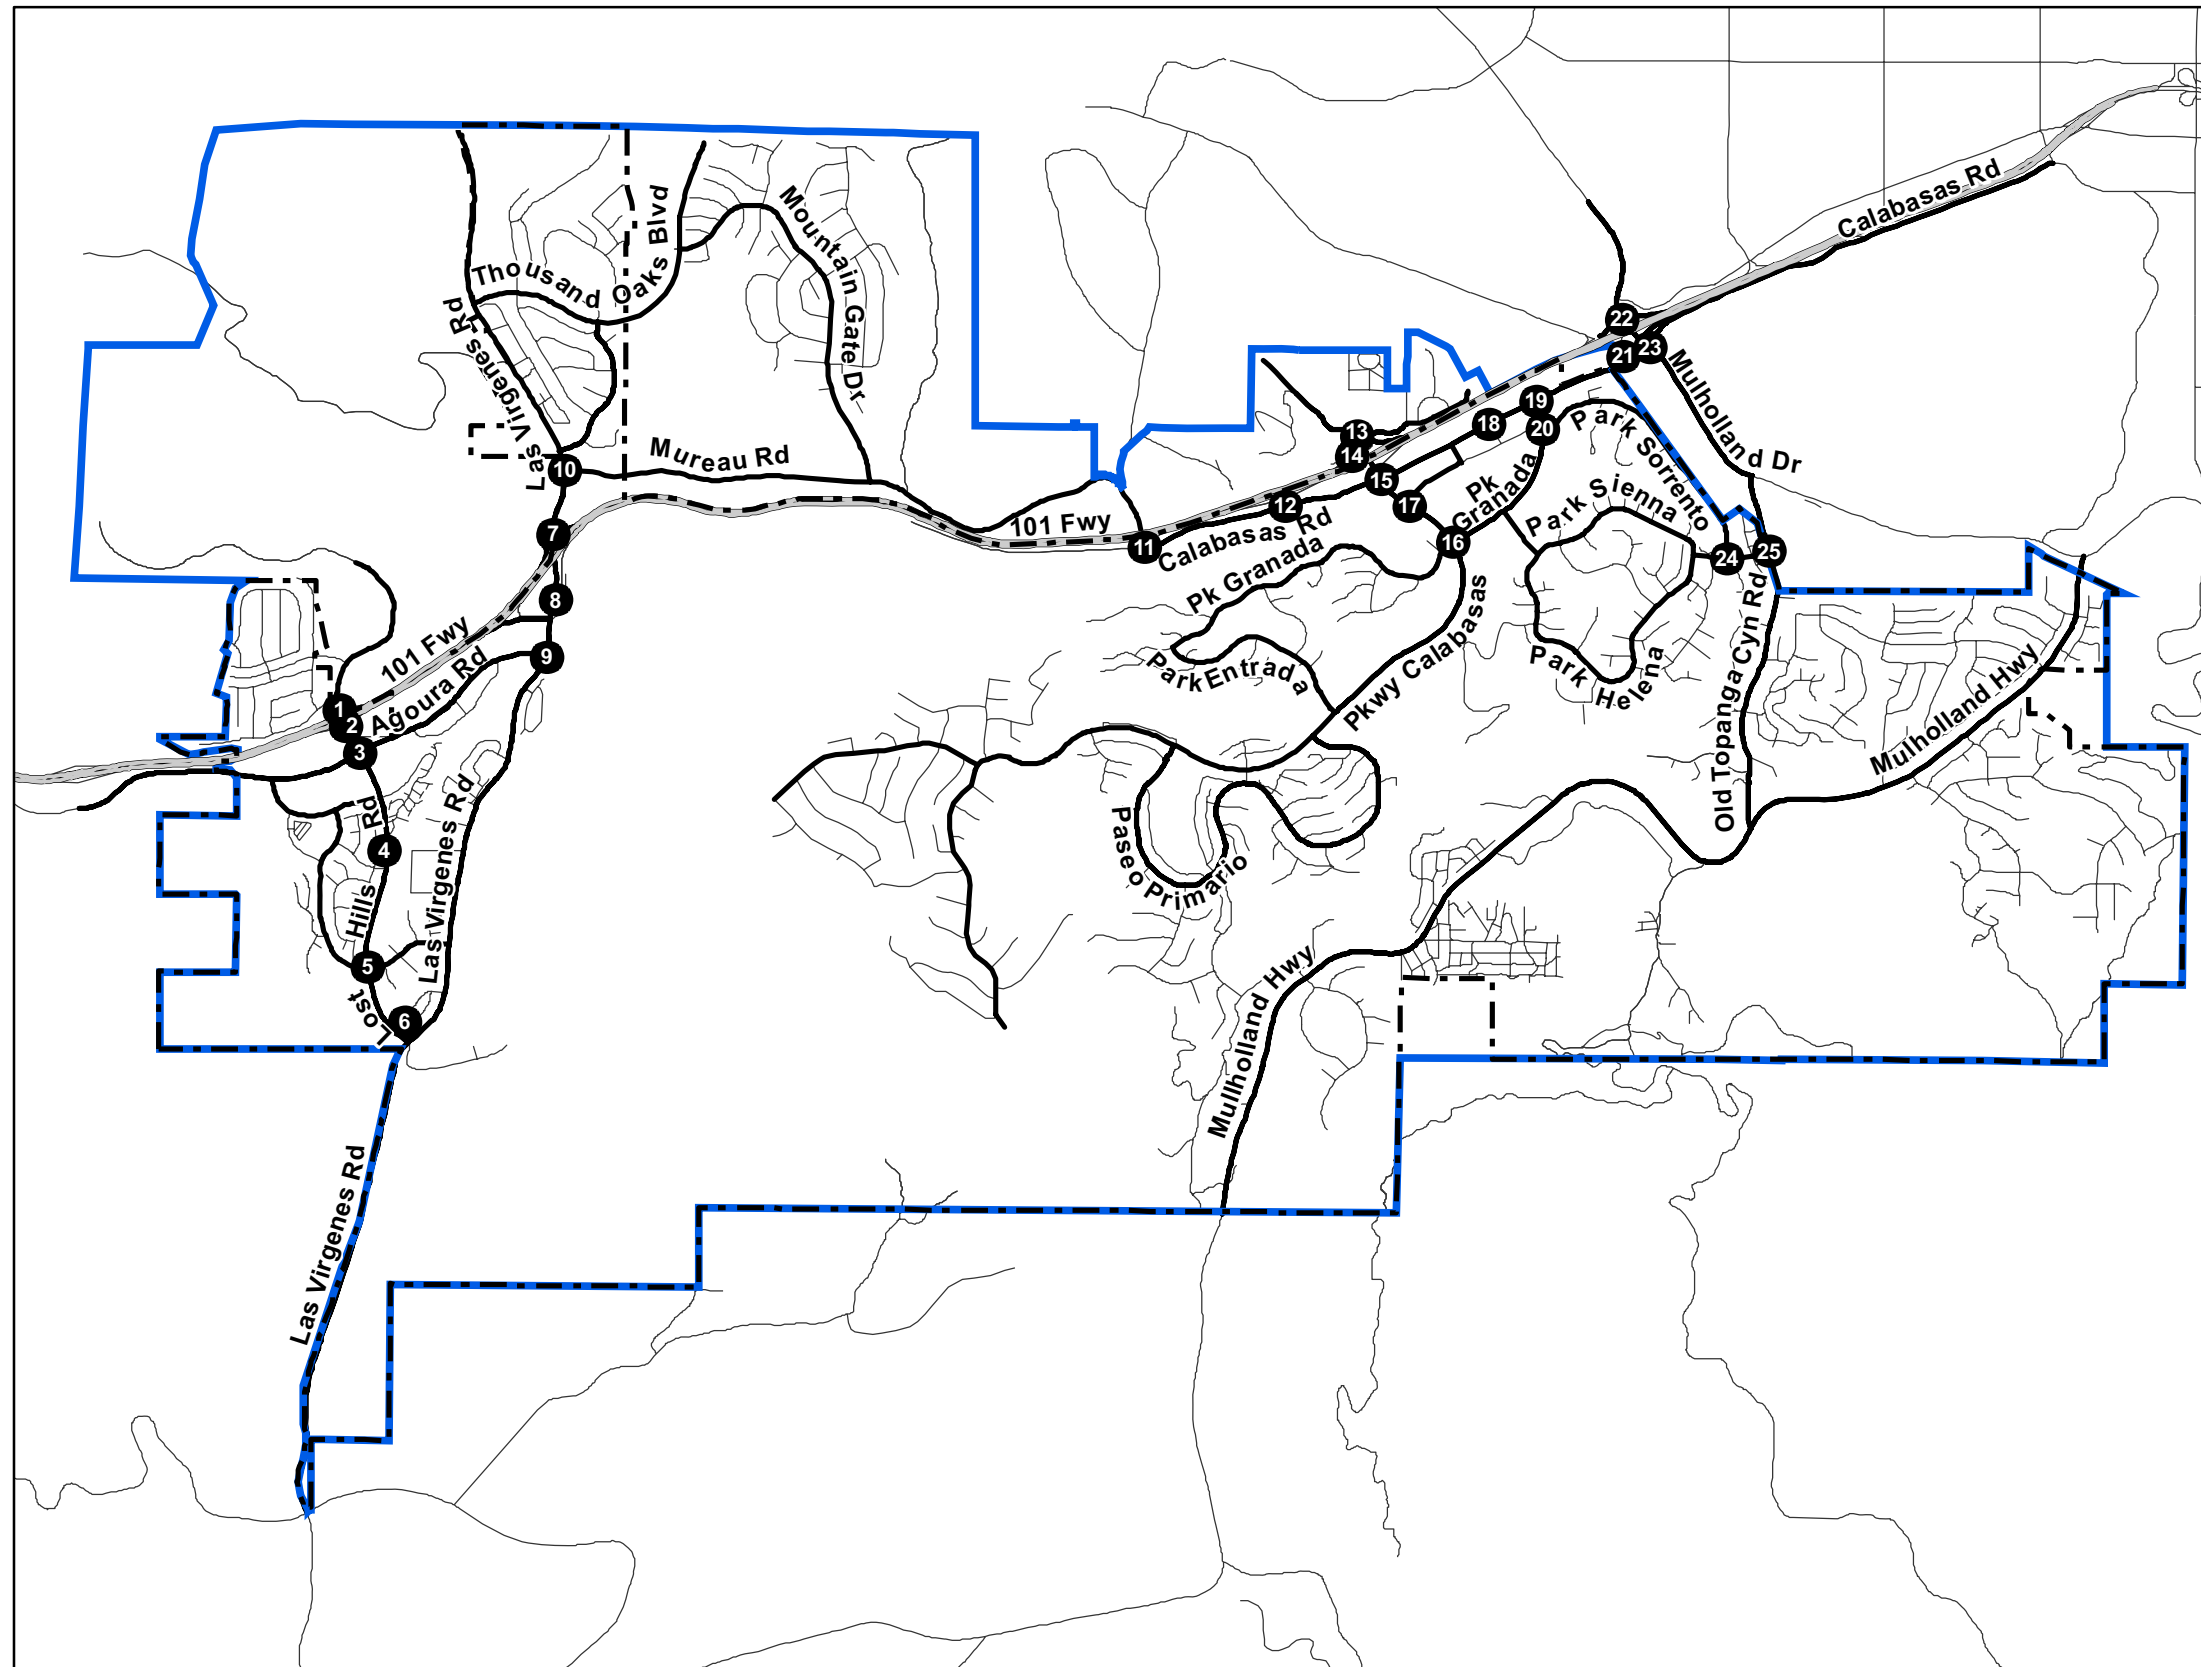 Calabasas Rd
Mountain Gate Dr
Thousand Oaks Blvd
Las Virgenes Rd
22
21
23
Mulholland Dr
19
18
20
Park Sorrento
13
14
15
Mureau Rd
10
12
17
Pk Granada
Park Sienna
101 Fwy
Calabasas Rd
7
11
16
24
25
Pk Granada
8
101 Fwy
9
Agoura Rd
Park Entrada
Pkwy Calabasas
Park Helena
Old Topanga Cyn Rd
Mulholland Hwy
1
2
3
4
Lost Hills Rd
Las Virgenes Rd
Paseo Primario
5
6
Mullholland Hwy
Las Virgenes Rd